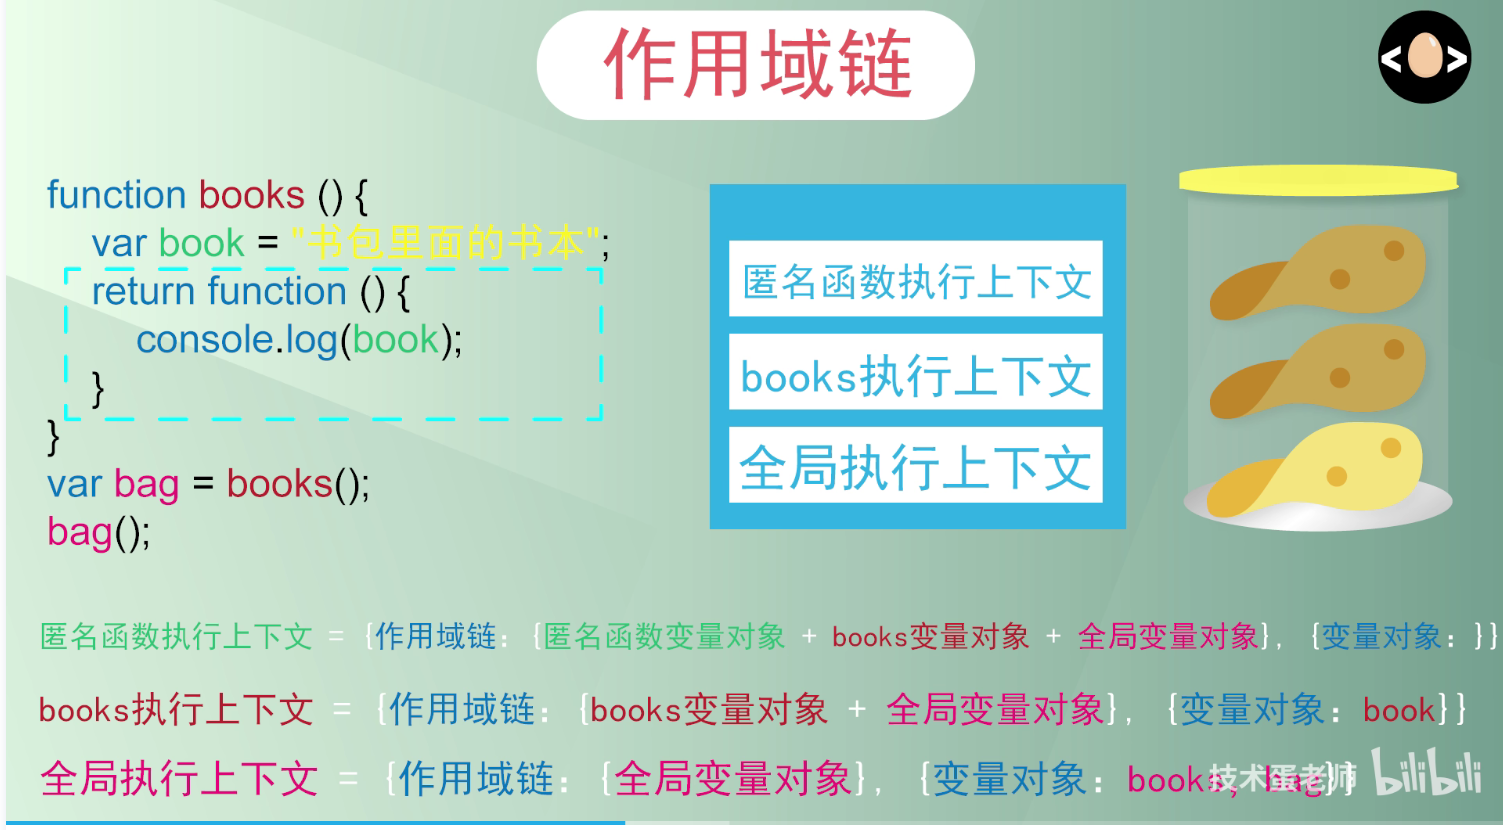 作用域链
<>
function books () {
var book = "书包里面的书本";
return function () {
console.log(book);
}
}
var bag = books();
bag();
匿名函数执行上下文
books执行上下文
全局执行上下文
匿名函数执行上下文 = {作用域链: {匿名函数变量对象 + books变量对象 + 全局变量对象}, {变量对象: }}
books执行上下文 = {作用域链: {books变量对象 + 全局变量对象}, {变量对象: book}}
全局执行上下文 = {作用域链: {全局变量对象}, {变量对象: books, bag}}
技术蛋老师 bilibili